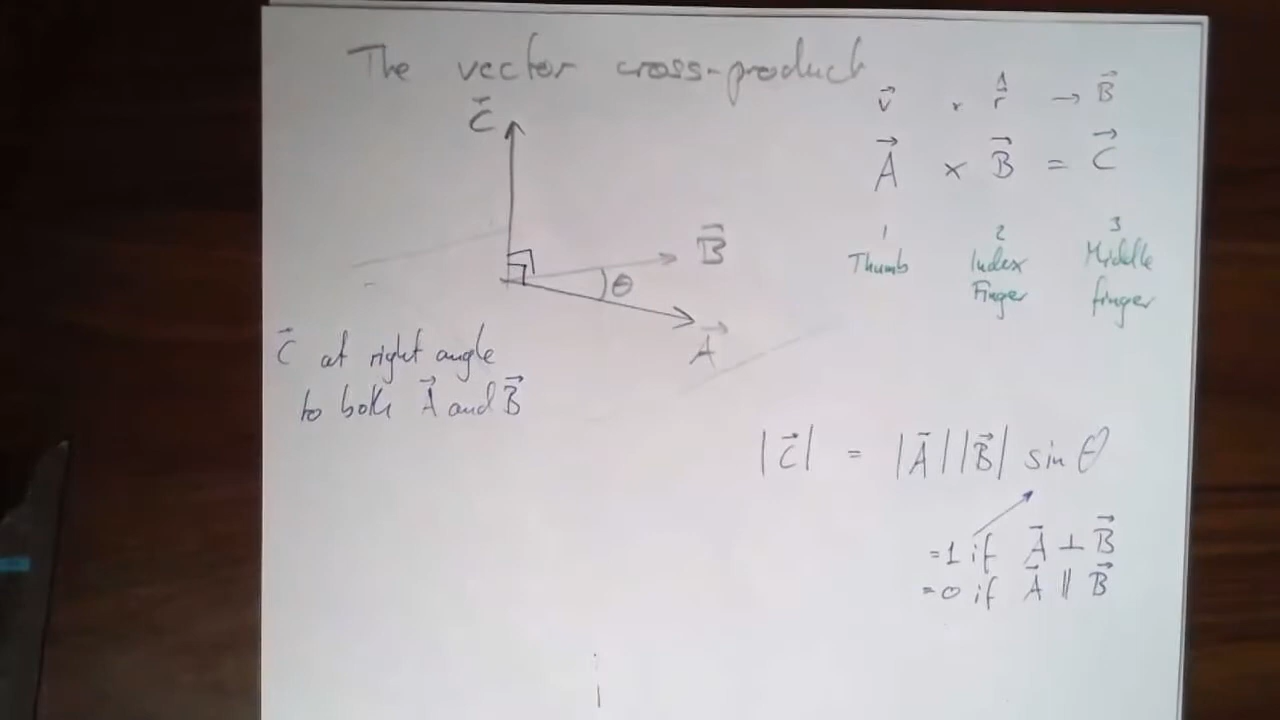 The vector cross-product
v⃗ × r̂ → B⃗
A⃗ × B⃗ = C⃗
1 2 3
Thumb Index Finger Middle finger
C⃗
B⃗
θ
A⃗
C⃗ at right angle
to both A⃗ and B⃗
|C⃗| = |A⃗||B⃗| sin θ
=1 if A⃗ ⊥ B⃗
=0 if A⃗ ∥ B⃗